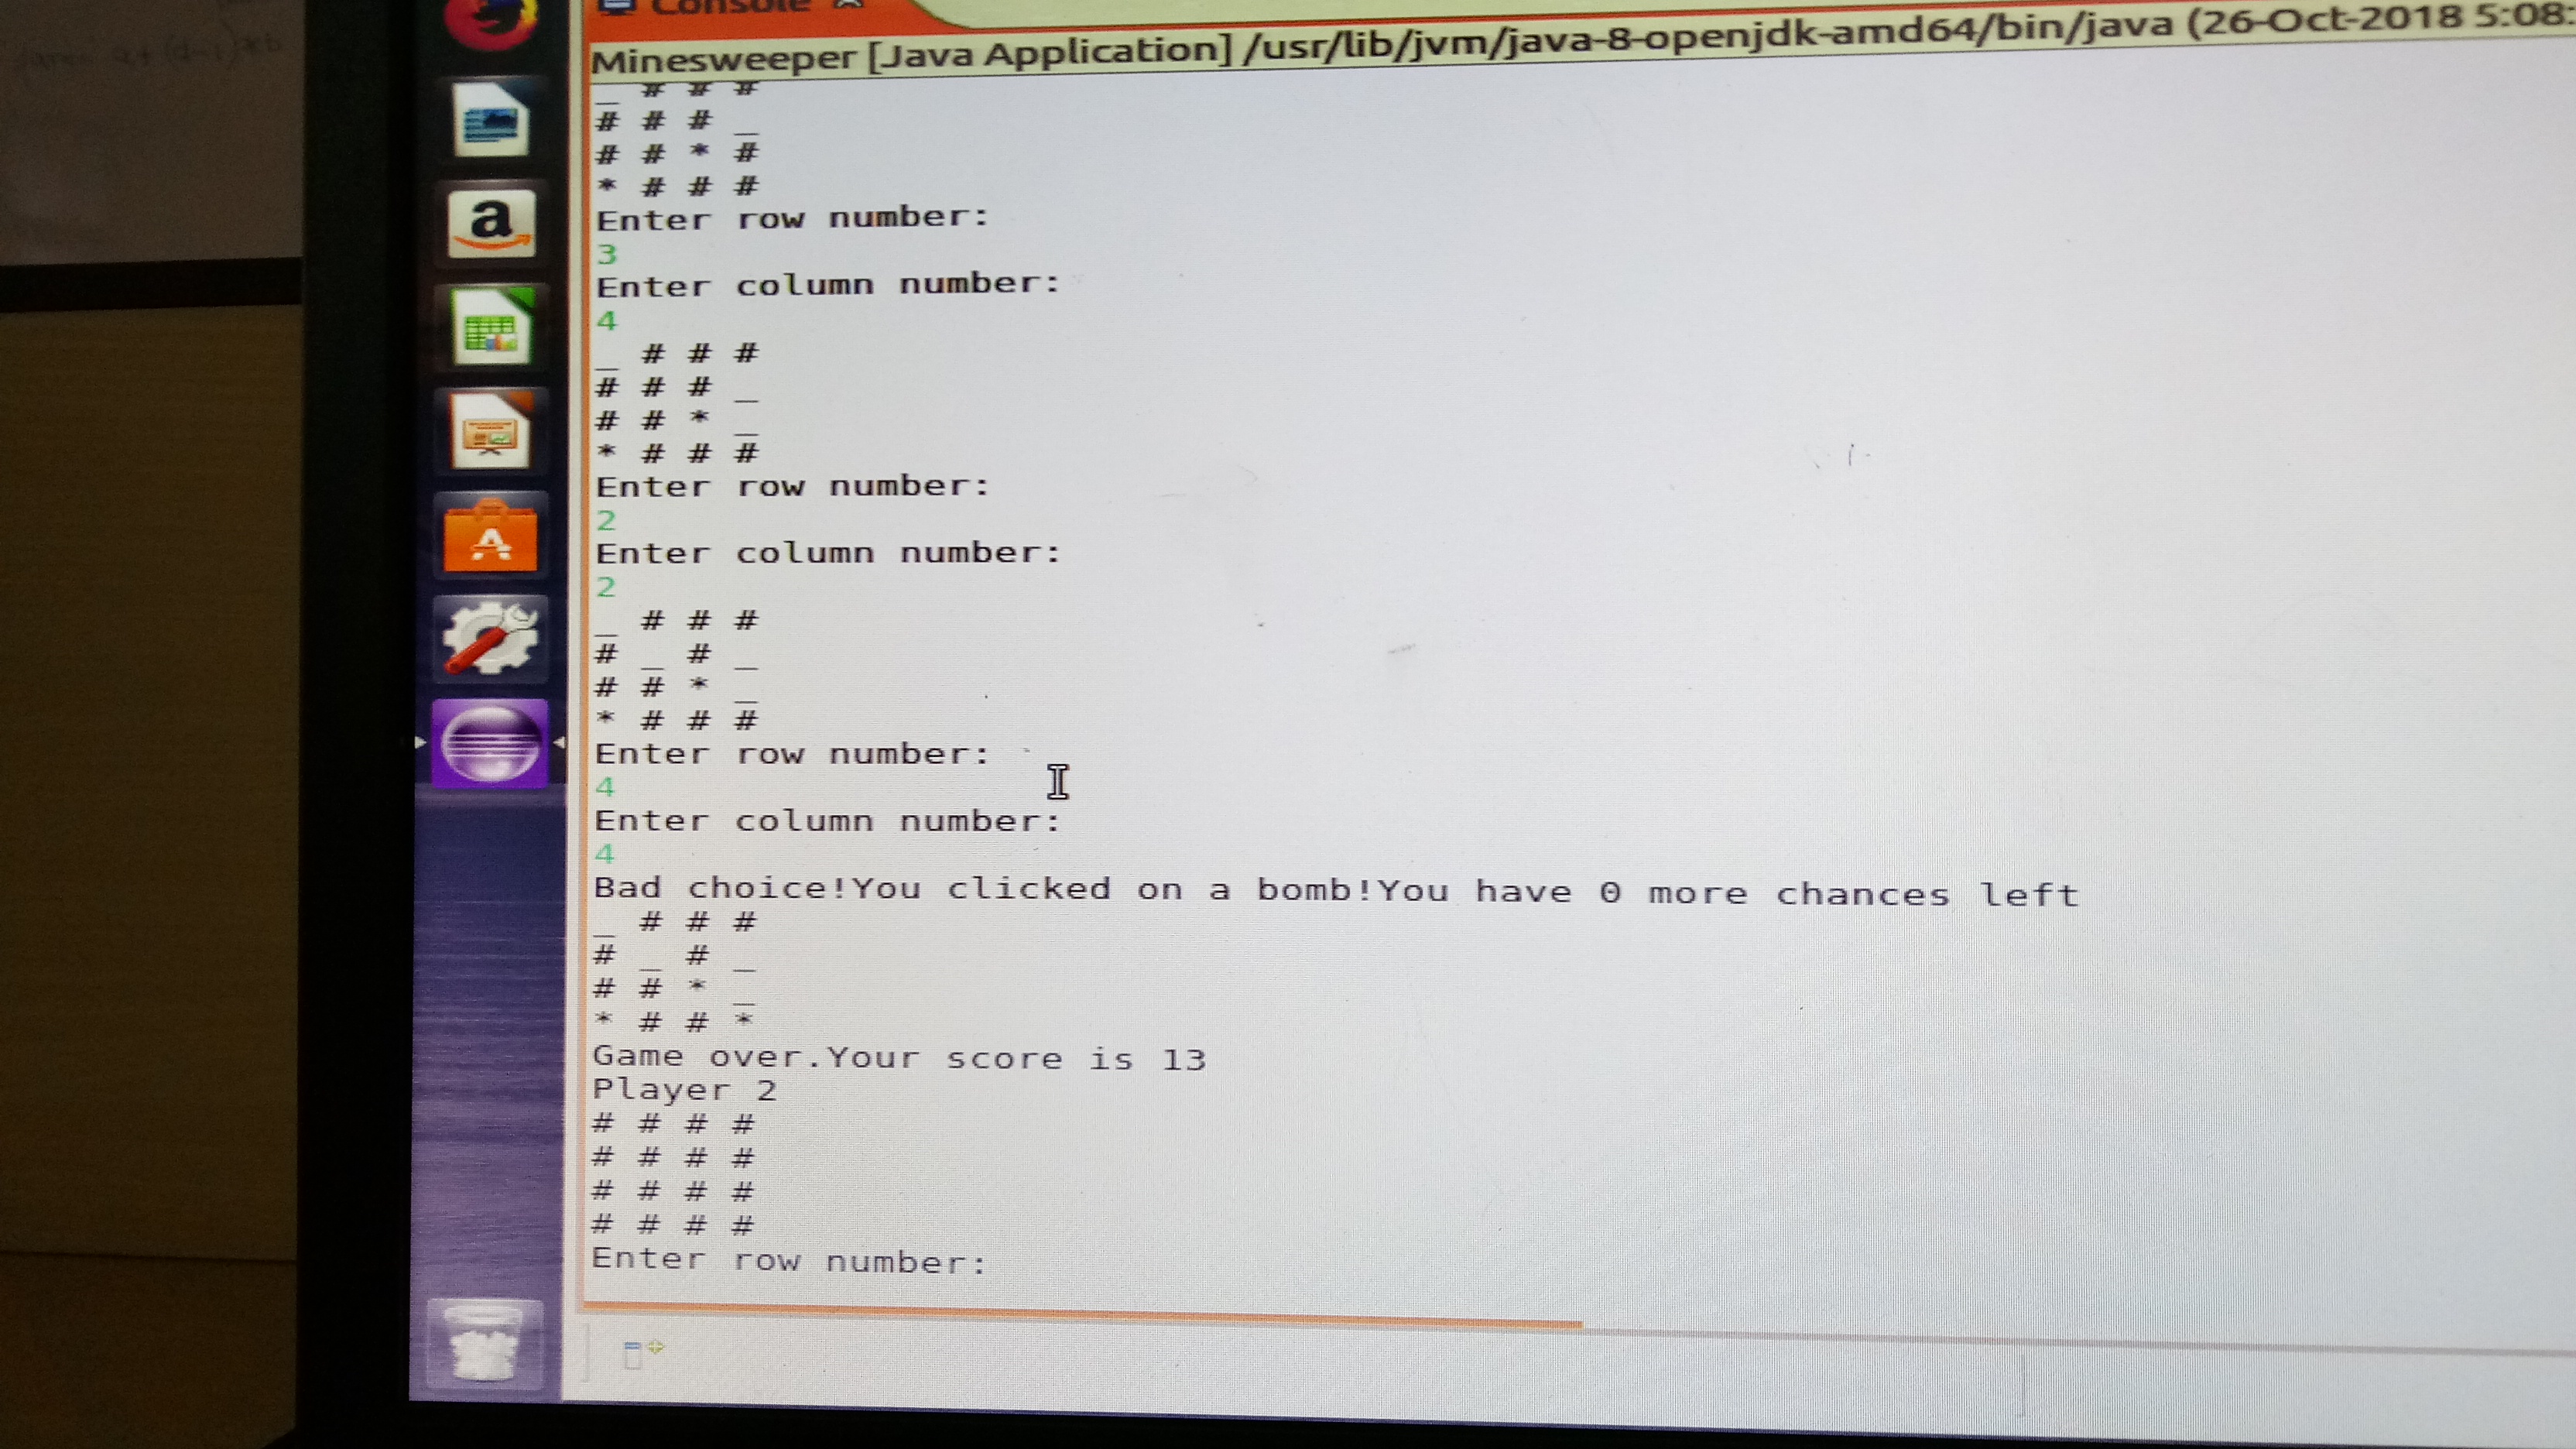 Console
Minesweeper [Java Application] /usr/lib/jvm/java-8-openjdk-amd64/bin/java (26-Oct-2018 5:08:
_ # # #
# # # _
# # * #
* # # #
Enter row number:
3
Enter column number:
4
_ # # #
# # # _
# # * _
* # # #
Enter row number:
2
Enter column number:
2
_ # # #
# _ # _
# # * _
* # # #
Enter row number:
4
Enter column number:
4
Bad choice!You clicked on a bomb!You have 0 more chances left
_ # # #
# _ # _
# # * _
* # # *
Game over.Your score is 13
Player 2
# # # #
# # # #
# # # #
# # # #
Enter row number:
a
A